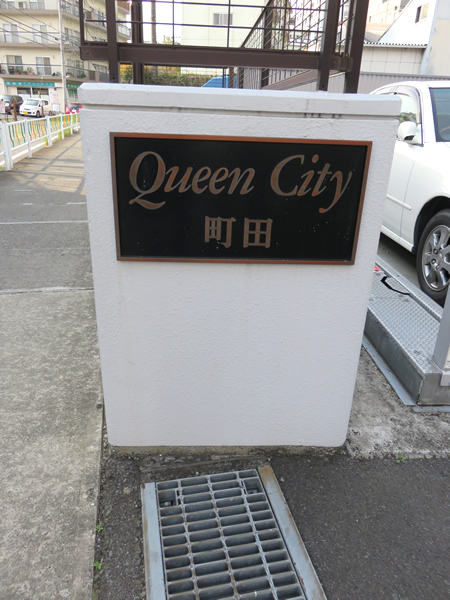 Queen City
町田